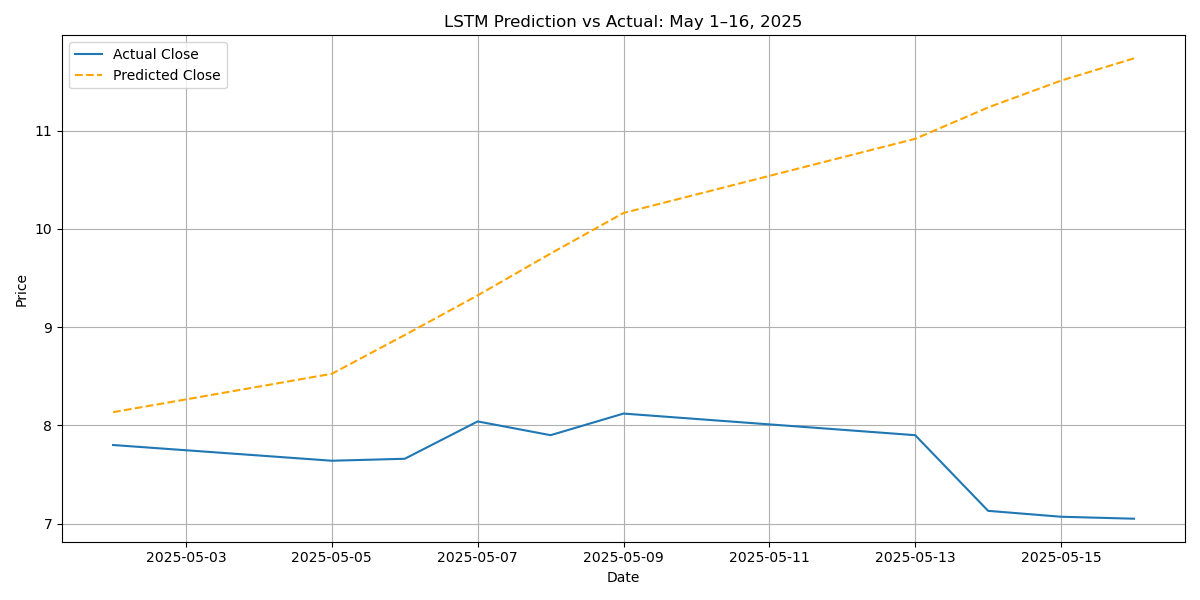 LSTM Prediction vs Actual: May 1–16, 2025
Actual Close
Predicted Close
Price
11
10
9
8
7
2025-05-03 2025-05-05 2025-05-07 2025-05-09 2025-05-11 2025-05-13 2025-05-15
Date